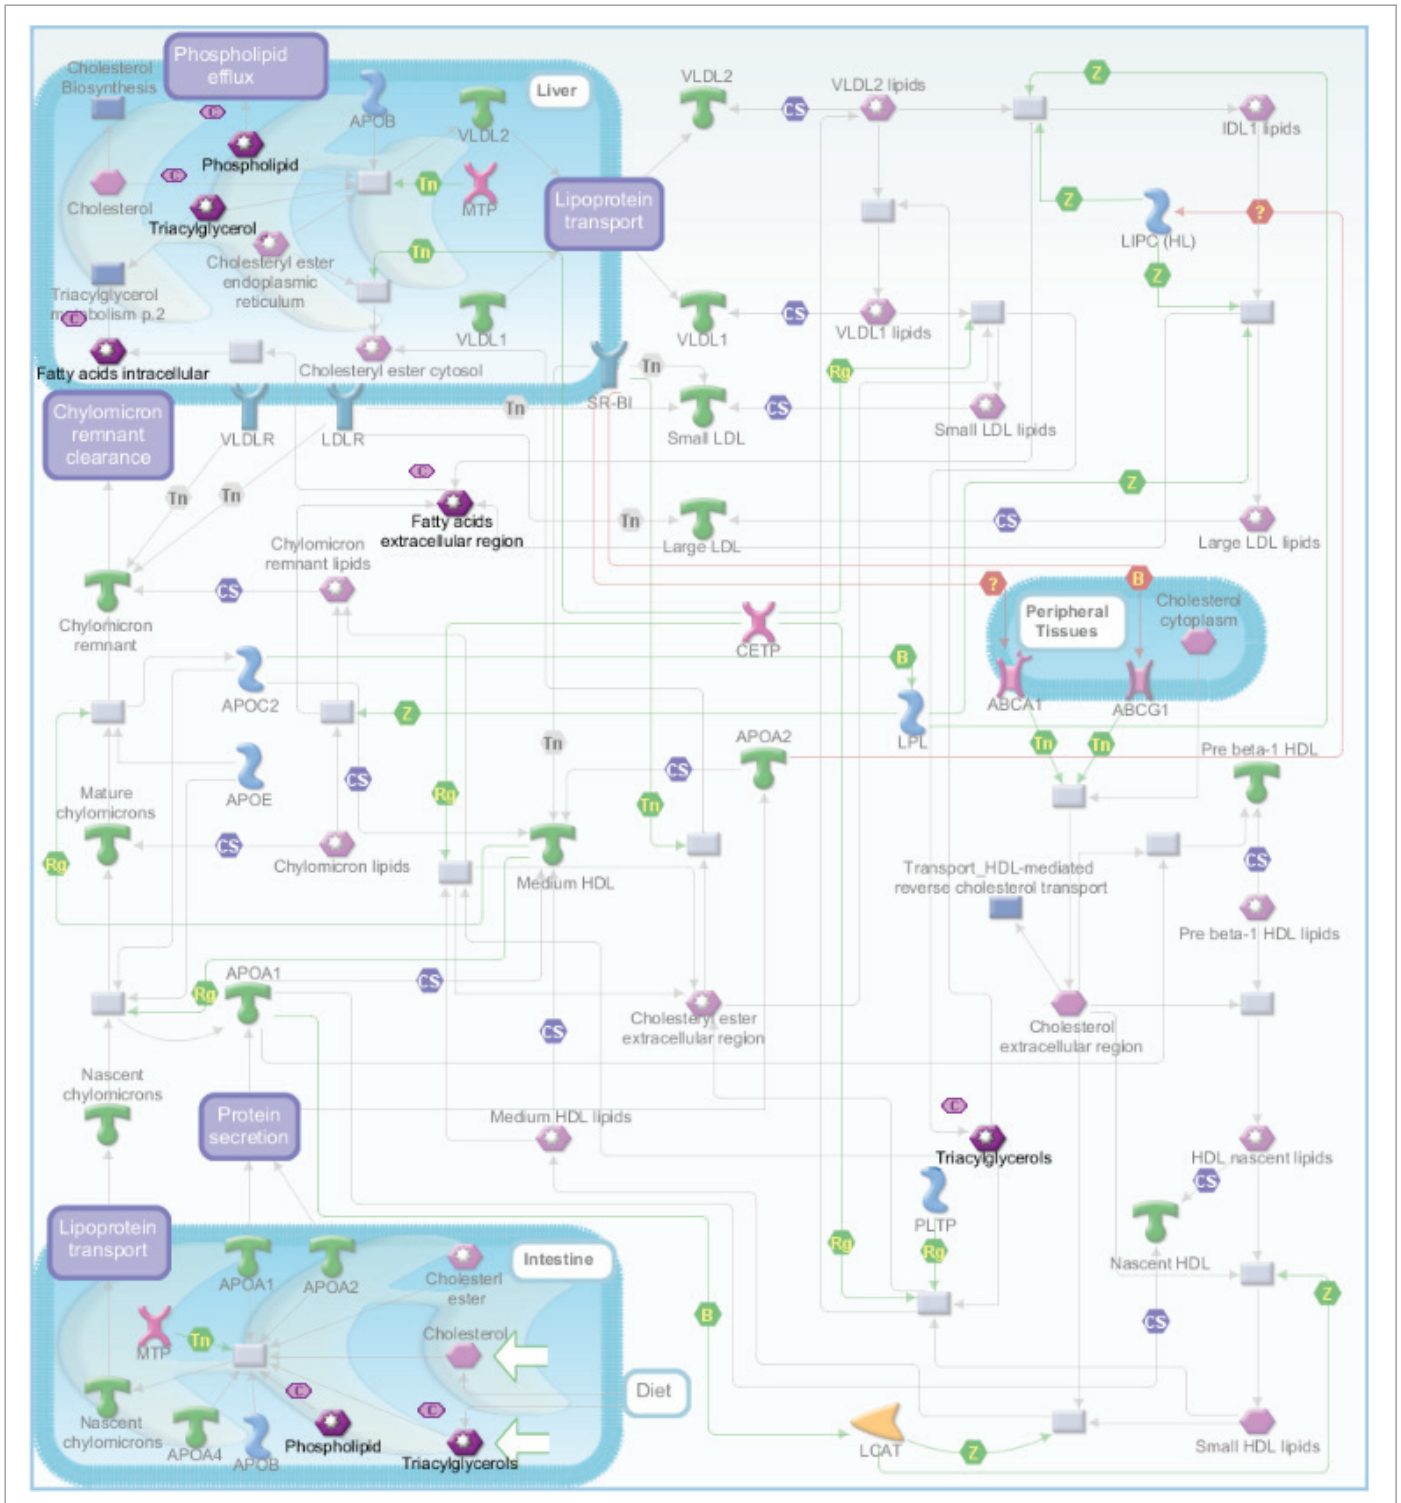 Phospholipid
efflux
Cholesterol
Biosynthesis
C
APOB
VLDL2
Liver
Phospholipid
C
Cholesterol
Triacylglycerol
Tn
MTP
Cholesteryl ester
endoplasmic
reticulum
Tn
Triacylglycerol
metabolism p.2
C
VLDL1
Fatty acids intracellular
Cholesteryl ester cytosol
Lipoprotein
transport
VLDL2
CS
VLDL2 lipids
Z
IDL1 lipids
Z
LIPC (HL)
?
Z
VLDL1
CS
VLDL1 lipids
Rg
SR-BI
Tn
Small LDL
CS
Small LDL lipids
Chylomicron
remnant
clearance
VLDLR
LDLR
Tn
Tn
Tn
C
Fatty acids
extracellular region
Tn
Large LDL
CS
Z
Large LDL lipids
Chylomicron
remnant lipids
CS
Chylomicron
remnant
?
B
Peripheral
Tissues
Cholesterol
cytoplasm
CETP
B
ABCA1
ABCG1
APOC2
Z
LPL
Tn
Tn
Tn
APOA2
CS
Pre beta-1 HDL
APOE
CS
Rg
Tn
Mature
chylomicrons
CS
Chylomicron lipids
Rg
Medium HDL
Transport_HDL-mediated
reverse cholesterol transport
CS
Pre beta-1 HDL lipids
APOA1
Rg
CS
CS
Cholesteryl ester
extracellular region
Cholesterol
extracellular region
Nascent
chylomicrons
Protein
secretion
Medium HDL lipids
C
Triacylglycerols
HDL nascent lipids
CS
PLTP
Rg
Rg
Nascent HDL
Lipoprotein
transport
APOA1
APOA2
Cholesterl
ester
Intestine
MTP
Tn
Cholesterol
B
CS
Z
Diet
C
C
Nascent
chylomicrons
APOA4
APOB
Phospholipid
Triacylglycerols
LCAT
Z
Small HDL lipids